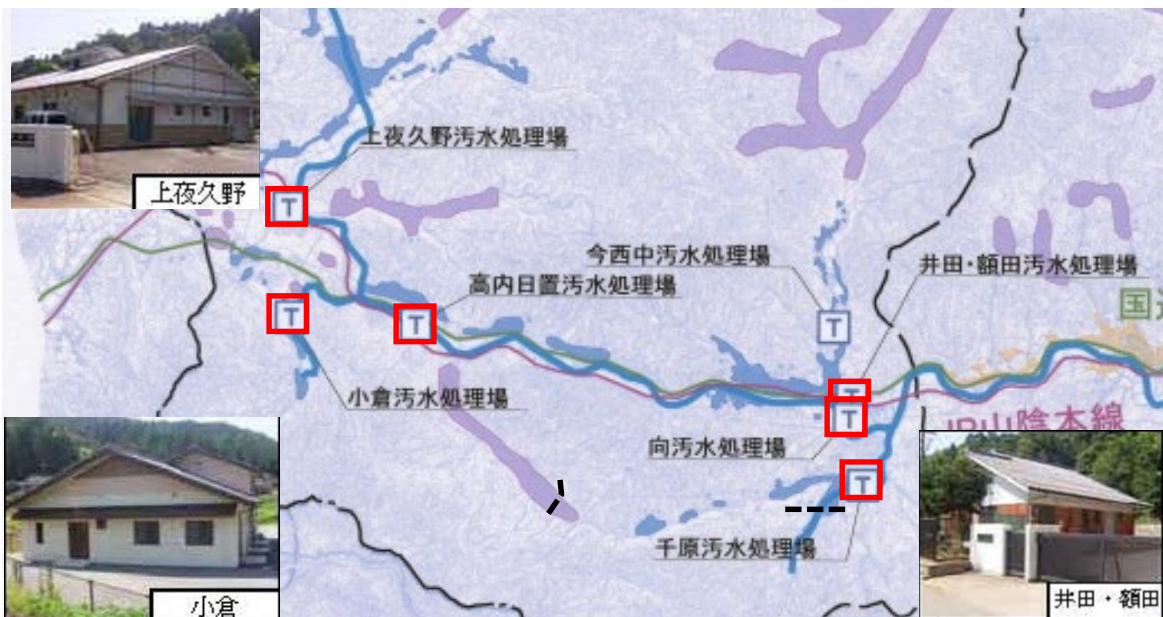 上夜久野汚水処理場
上夜久野
T
今西中汚水処理場
井田・額田汚水処理場
高内日置汚水処理場
T
T
T
国道
小倉汚水処理場
T
T
JR山陰本線
向汚水処理場
T
千原汚水処理場
小倉
井田・額田